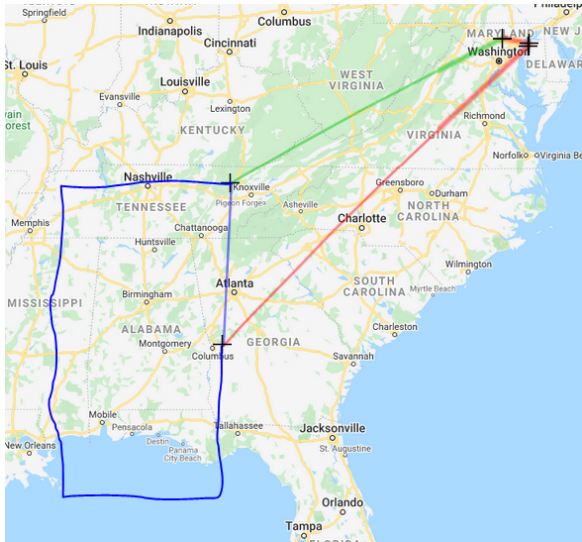 Springfield
Columbus
Philadelphia
Indianapolis
MARYLAND
NEW J
Cincinnati
Washington
St. Louis
DELAWAR
WEST
VIRGINIA
Louisville
Evansville
Lexington
Richmond
KENTUCKY
VIRGINIA
Norfolk
Virginia Be
Nashville
Knoxville
Greensboro
Durham
Pigeon Forge
TENNESSEE
Asheville
NORTH
CAROLINA
Memphis
Chattanooga
Charlotte
Huntsville
Wilmington
Atlanta
SOUTH
CAROLINA
Myrtle Beach
Birmingham
MISSISSIPPI
ALABAMA
Charleston
Montgomery
GEORGIA
Columbus
Savannah
Mobile
Pensacola
Tallahassee
Jacksonville
New Orleans
Destin
Panama
City Beach
St. Augustine
Orlando
Tampa